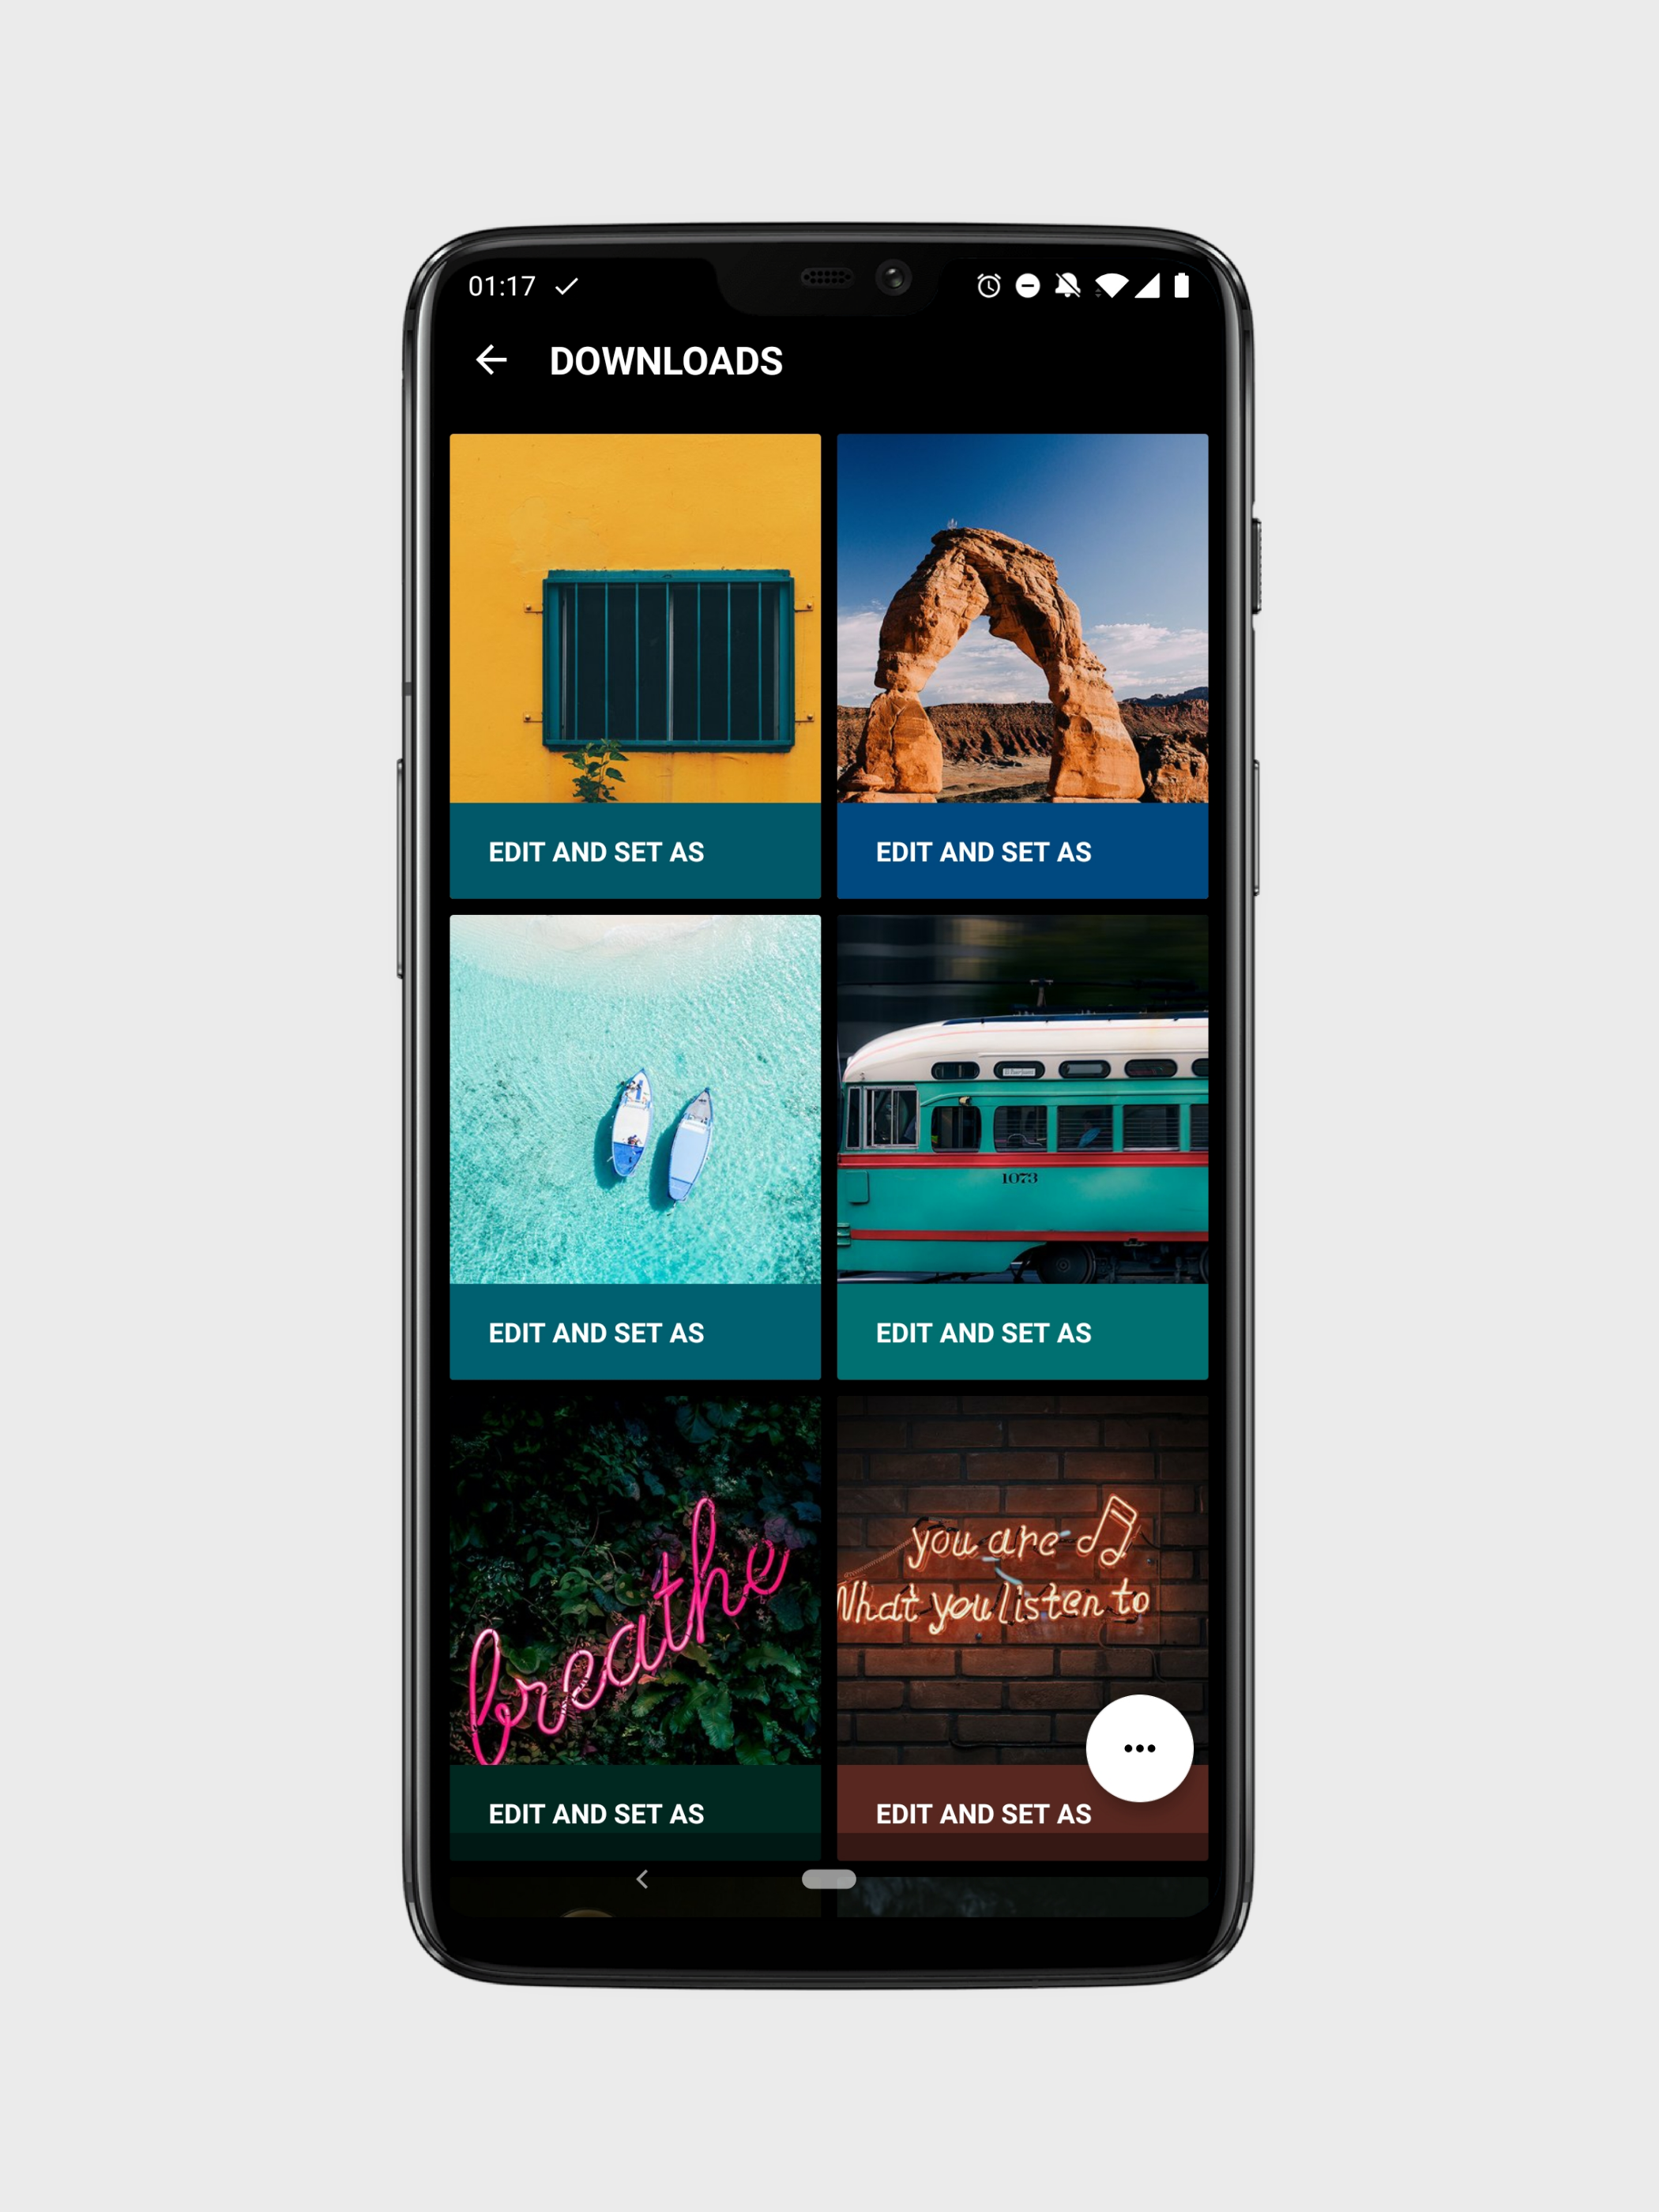 01:17
DOWNLOADS
EDIT AND SET AS
EDIT AND SET AS
1073
EDIT AND SET AS
EDIT AND SET AS
breathe
you are
What you listen to
EDIT AND SET AS
EDIT AND SET AS